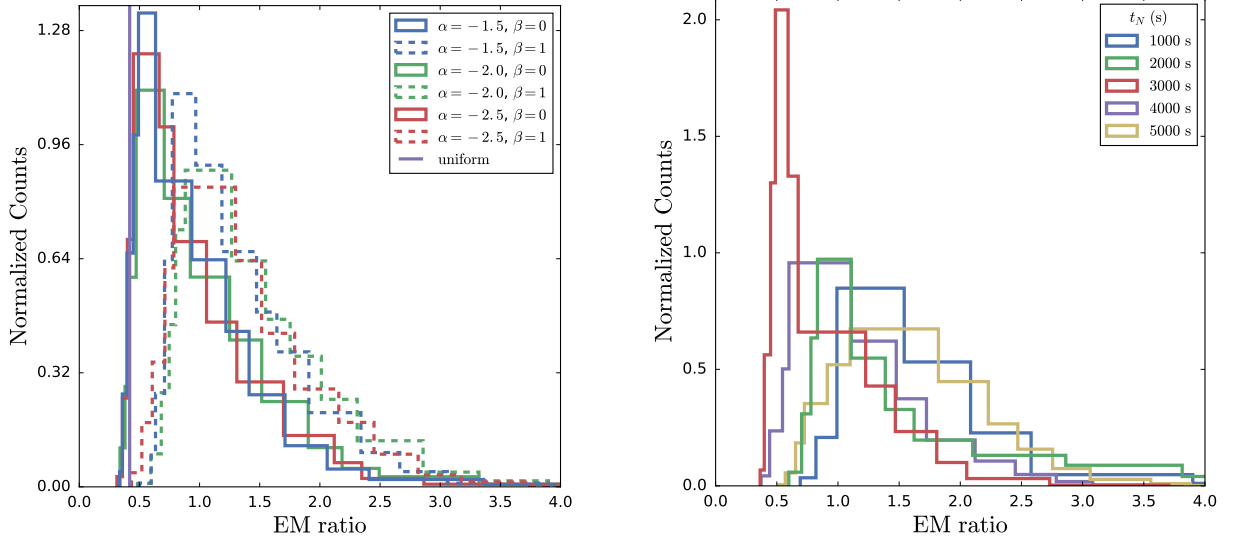 1.28
0.96
0.64
0.32
0.00
Normalized Counts
0.0 0.5 1.0 1.5 2.0 2.5 3.0 3.5 4.0
EM ratio
α = −1.5, β = 0
α = −1.5, β = 1
α = −2.0, β = 0
α = −2.0, β = 1
α = −2.5, β = 0
α = −2.5, β = 1
uniform
2.0
1.5
1.0
0.5
0.0
Normalized Counts
0.0 0.5 1.0 1.5 2.0 2.5 3.0 3.5 4.0
EM ratio
t_N (s)
1000 s
2000 s
3000 s
4000 s
5000 s